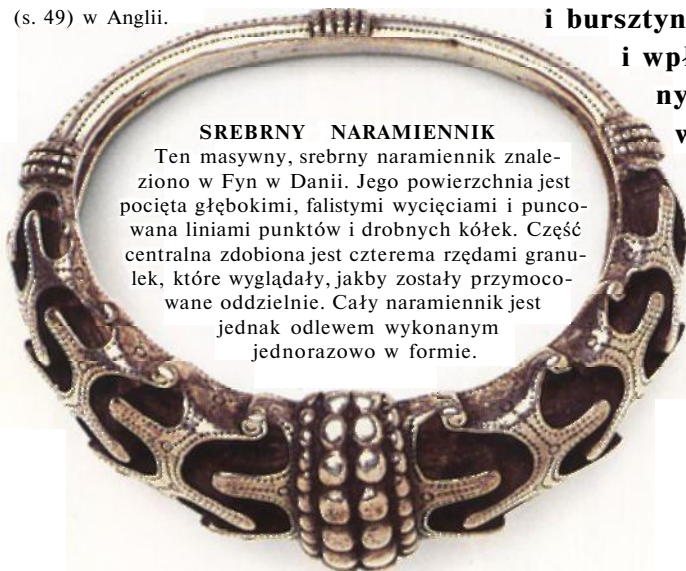 (s. 49) w Anglii.
i bursztyn
i wpł
ny
w
SREBRNY NARAMIENNIK
Ten masywny, srebrny naramiennik znale-
ziono w Fyn w Danii. Jego powierzchnia jest
pocięta głębokimi, falistymi wycięciami i punco-
wana liniami punktów i drobnych kółek. Część
centralna zdobiona jest czterema rzędami granu-
lek, które wyglądały, jakby zostały przymoco-
wane oddzielnie. Cały naramiennik jest
jednak odlewem wykonanym
jednorazowo w formie.